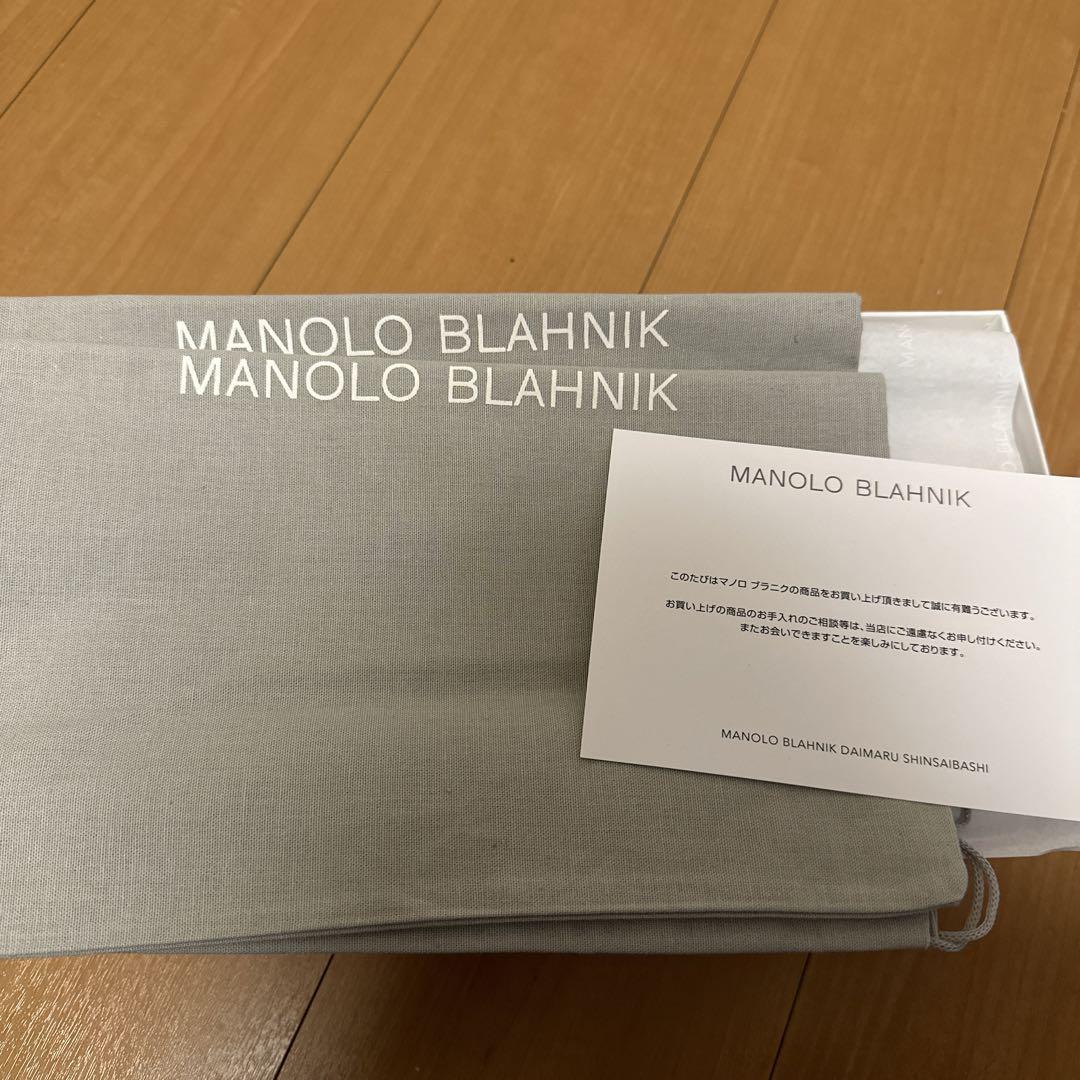 MANOLO BLAHNIK
MANOLO BLAHNIK
MAN
BLAHNIK
MANOLO BLAHNIK
このたびはマノロ ブラニクの商品をお買い上げ頂きまして誠に有難うございます。
お買い上げの商品のお手入れのご相談等は、当店にご遠慮なくお申し付けください。
またお会いできますことを楽しみにしております。
MANOLO BLAHNIK DAIMARU SHINSAIBASHI